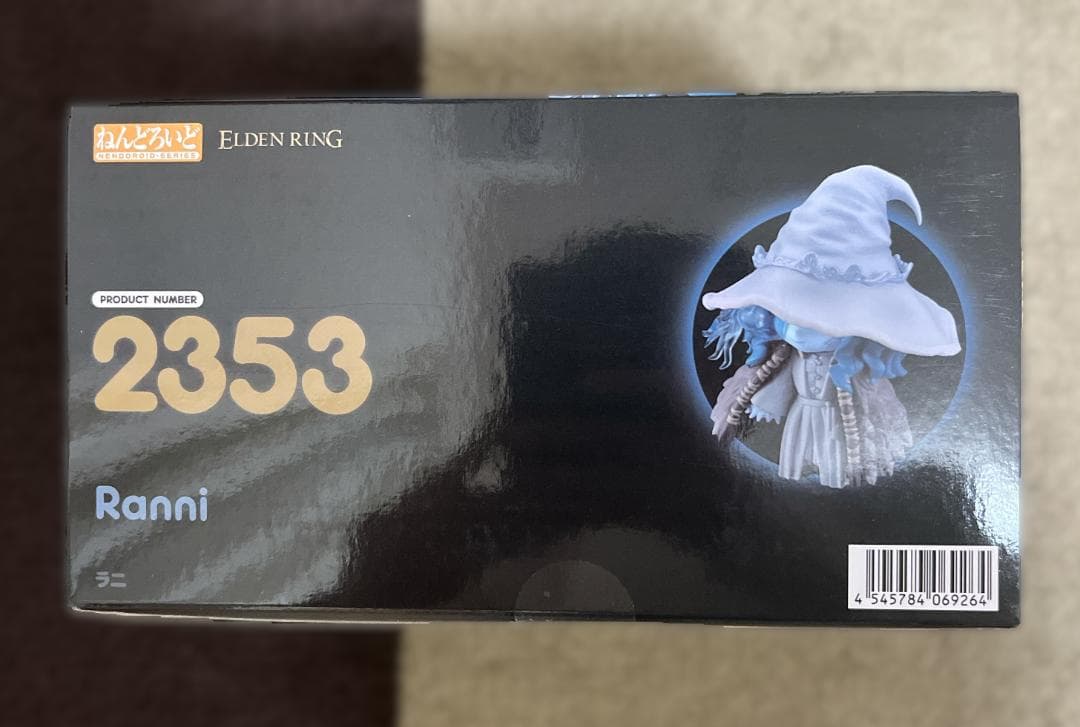 ねんどろいど
NENDOROID-SERIES
ELDEN RING
PRODUCT NUMBER
2353
Ranni
ラニ
4 545784 069264